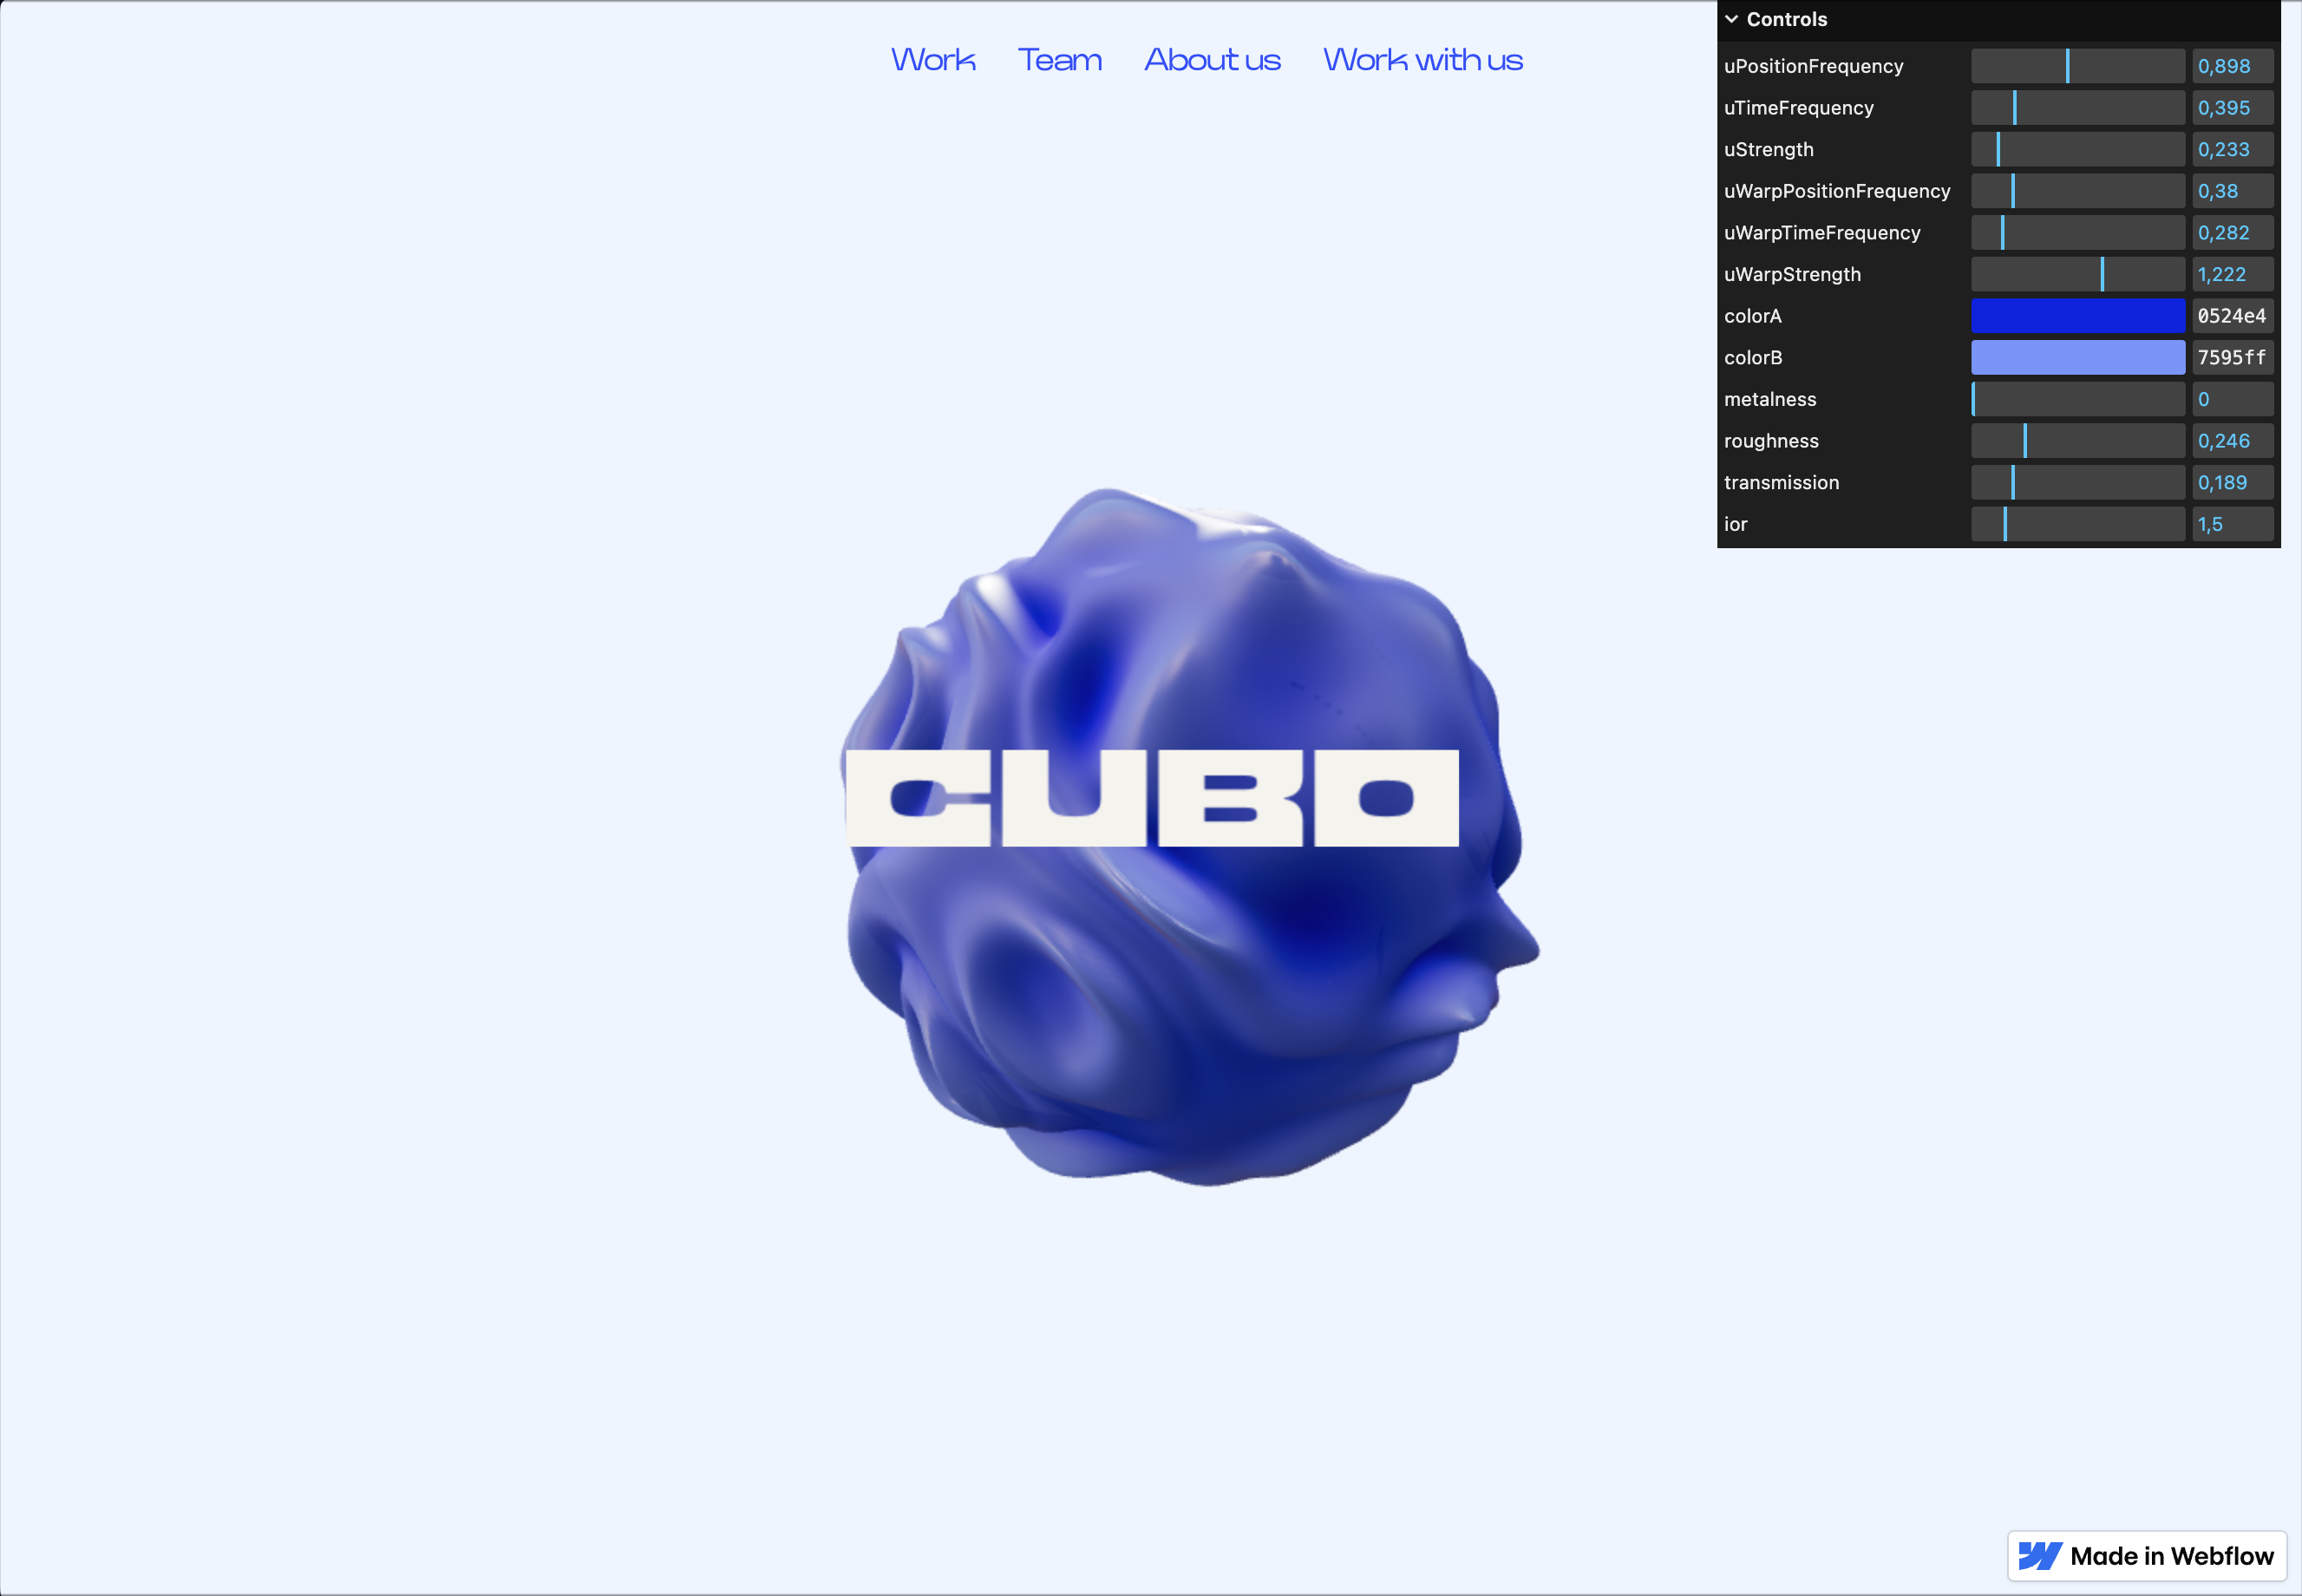 Work Team About us Work with us
Controls
uPositionFrequency 0,898
uTimeFrequency 0,395
uStrength 0,233
uWarpPositionFrequency 0,38
uWarpTimeFrequency 0,282
uWarpStrength 1,222
colorA 0524e4
colorB 7595ff
metalness 0
roughness 0,246
transmission 0,189
ior 1,5
CUBO
Made in Webflow